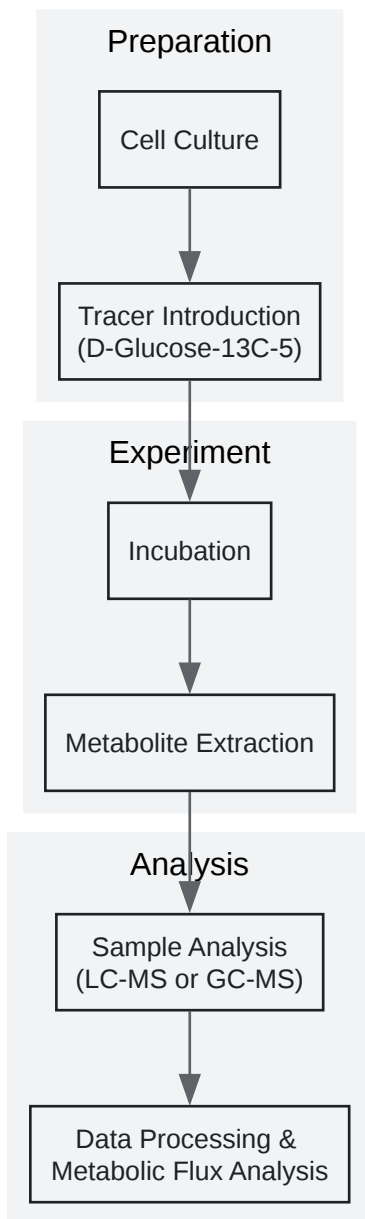 Preparation
Cell Culture
Tracer Introduction
(D-Glucose-13C-5)
Experiment
Incubation
Metabolite Extraction
Analysis
Sample Analysis
(LC-MS or GC-MS)
Data Processing &
Metabolic Flux Analysis